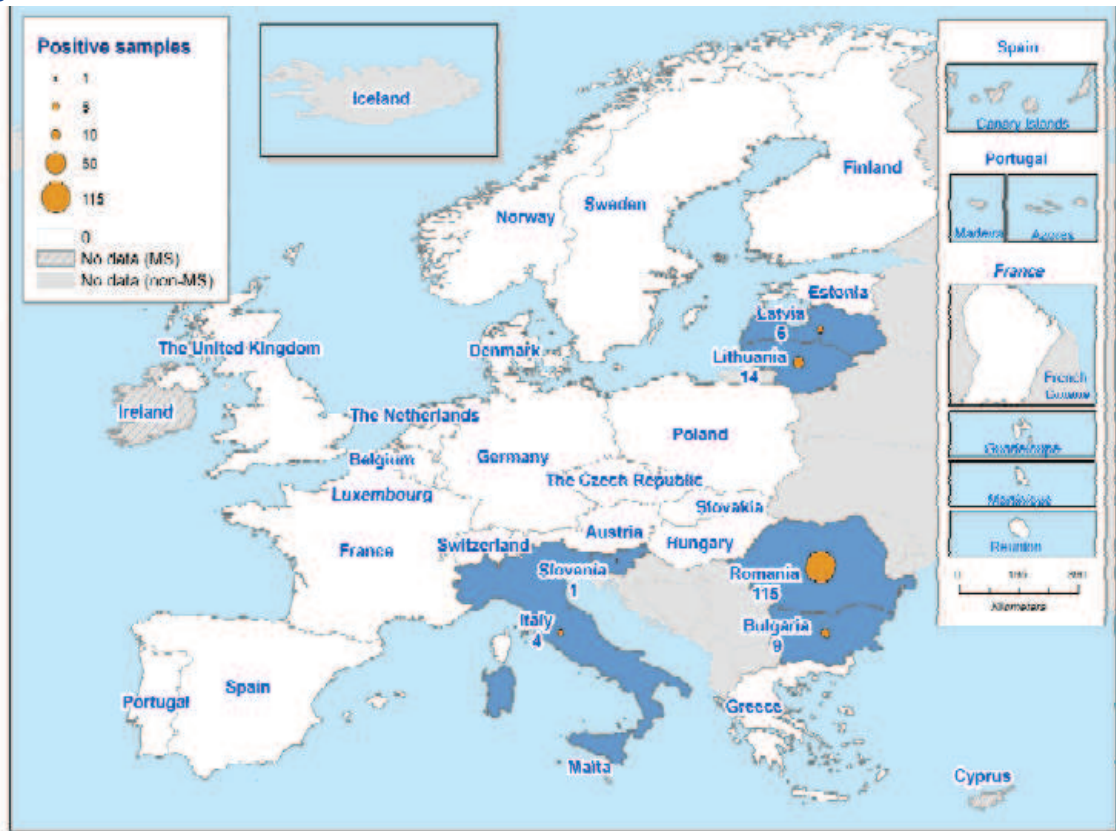 Positive samples
1
5
10
50
115
0
No data (MS)
No data (non-MS)
Iceland
Spain
Canary Islands
Portugal
Madeira
Azores
France
French
Guiana
Guadeloupe
Martinique
Reunion
0
Kilometers
Finland
Sweden
Norway
Estonia
Latvia
Lithuania
14
The United Kingdom
Denmark
Ireland
The Netherlands
Poland
Belgium
Germany
The Czech Republic
Luxembourg
Slovakia
Austria
France
Switzerland
Hungary
Slovenia
1
Romania
115
Italy
4
Bulgaria
9
Portugal
Spain
Greece
Malta
Cyprus